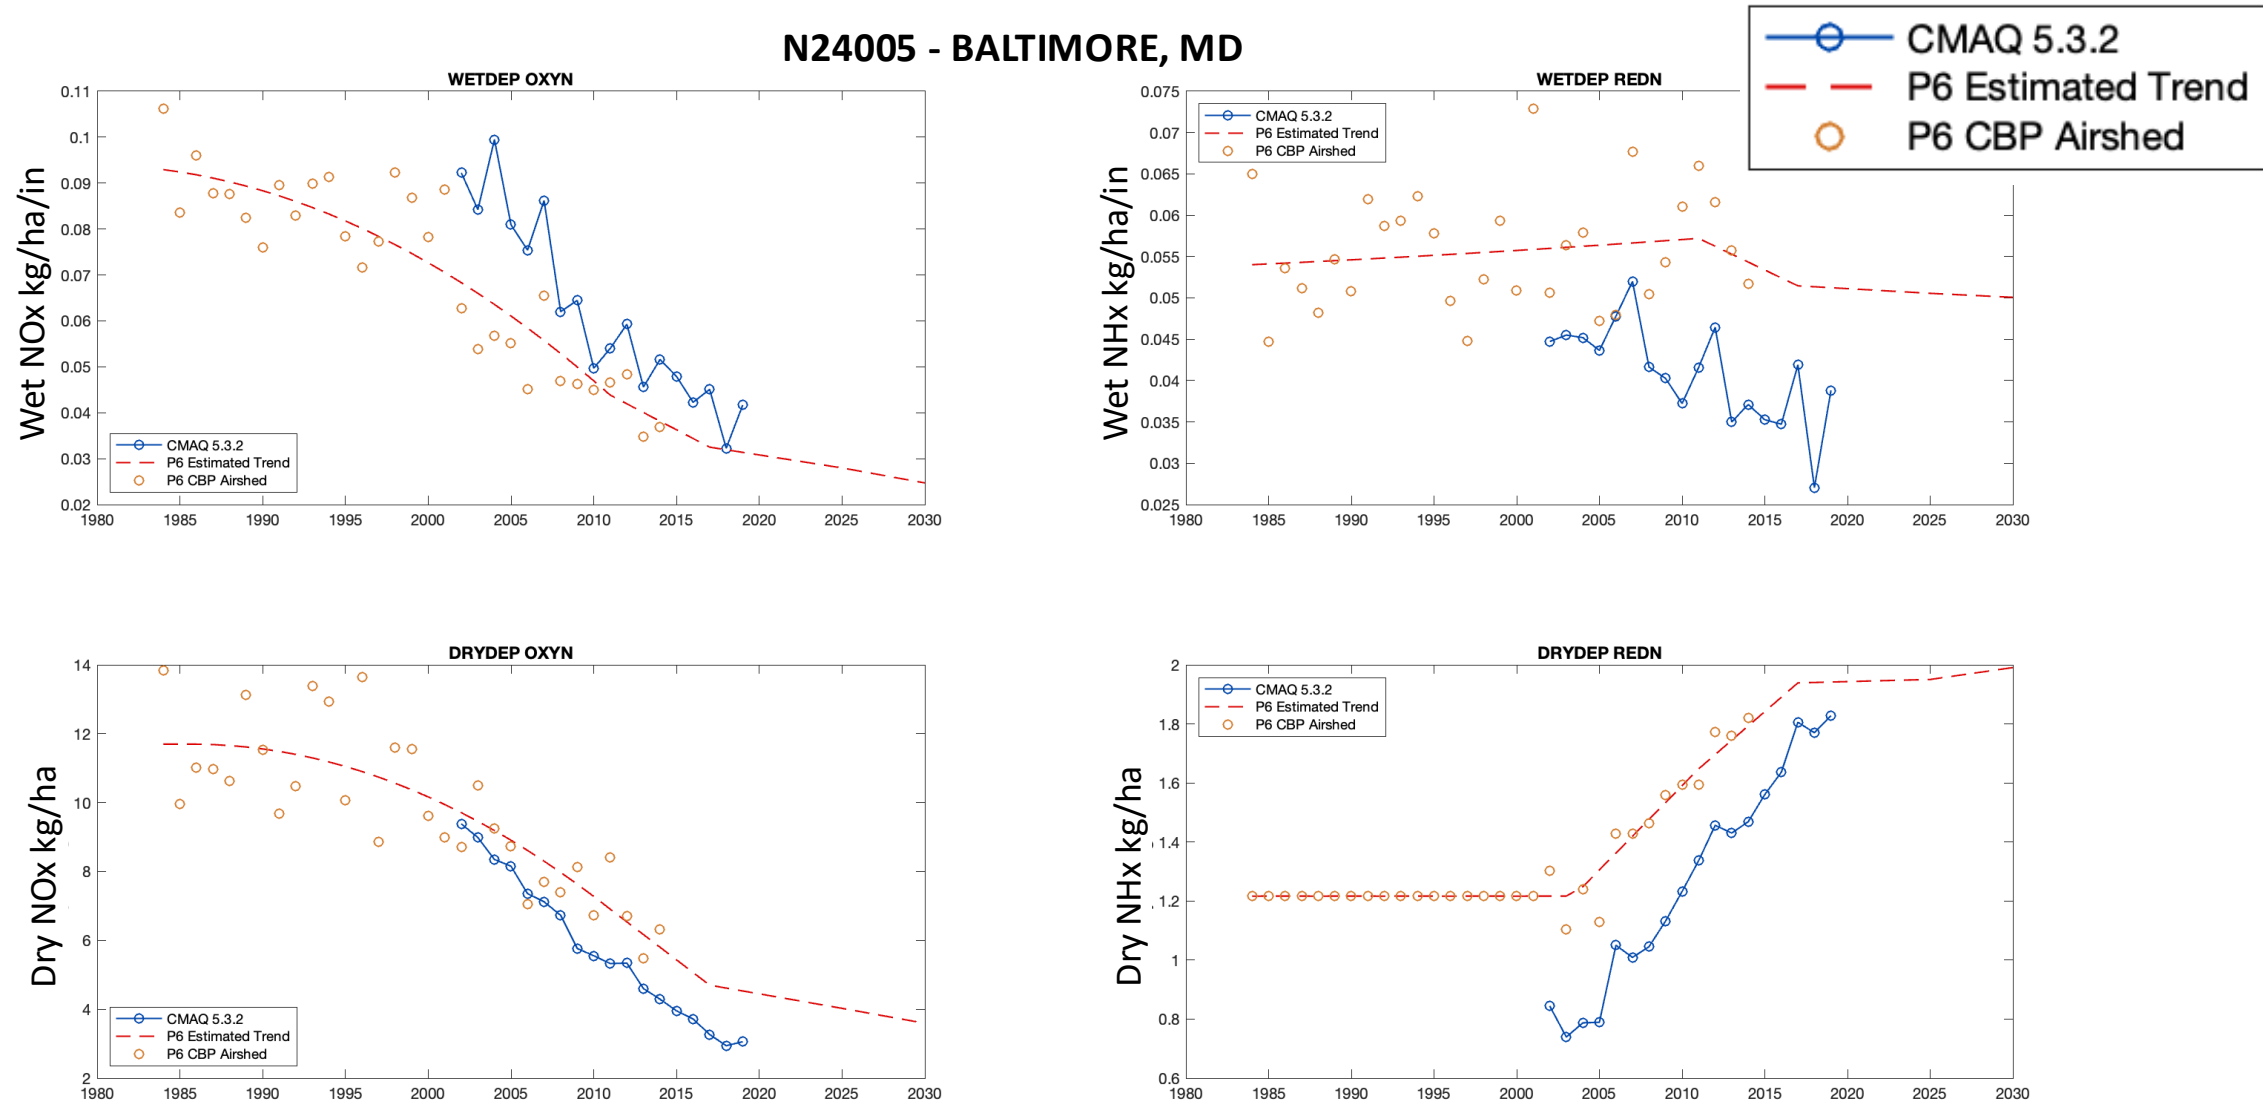 N24005 - BALTIMORE, MD
CMAQ 5.3.2
P6 Estimated Trend
P6 CBP Airshed
WETDEP OXYN
Wet NOx kg/ha/in
0.11
0.1
0.09
0.08
0.07
0.06
0.05
0.04
0.03
0.02
CMAQ 5.3.2
P6 Estimated Trend
P6 CBP Airshed
1980 1985 1990 1995 2000 2005 2010 2015 2020 2025 2030
WETDEP REDN
Wet NHx kg/ha/in
0.075
0.07
0.065
0.06
0.055
0.05
0.045
0.04
0.035
0.03
0.025
CMAQ 5.3.2
P6 Estimated Trend
P6 CBP Airshed
1980 1985 1990 1995 2000 2005 2010 2015 2020 2025 2030
DRYDEP OXYN
Dry NOx kg/ha
14
12
10
8
6
4
2
CMAQ 5.3.2
P6 Estimated Trend
P6 CBP Airshed
1980 1985 1990 1995 2000 2005 2010 2015 2020 2025 2030
DRYDEP REDN
Dry NHx kg/ha
2
1.8
1.6
1.4
1.2
1
0.8
0.6
CMAQ 5.3.2
P6 Estimated Trend
P6 CBP Airshed
1980 1985 1990 1995 2000 2005 2010 2015 2020 2025 2030